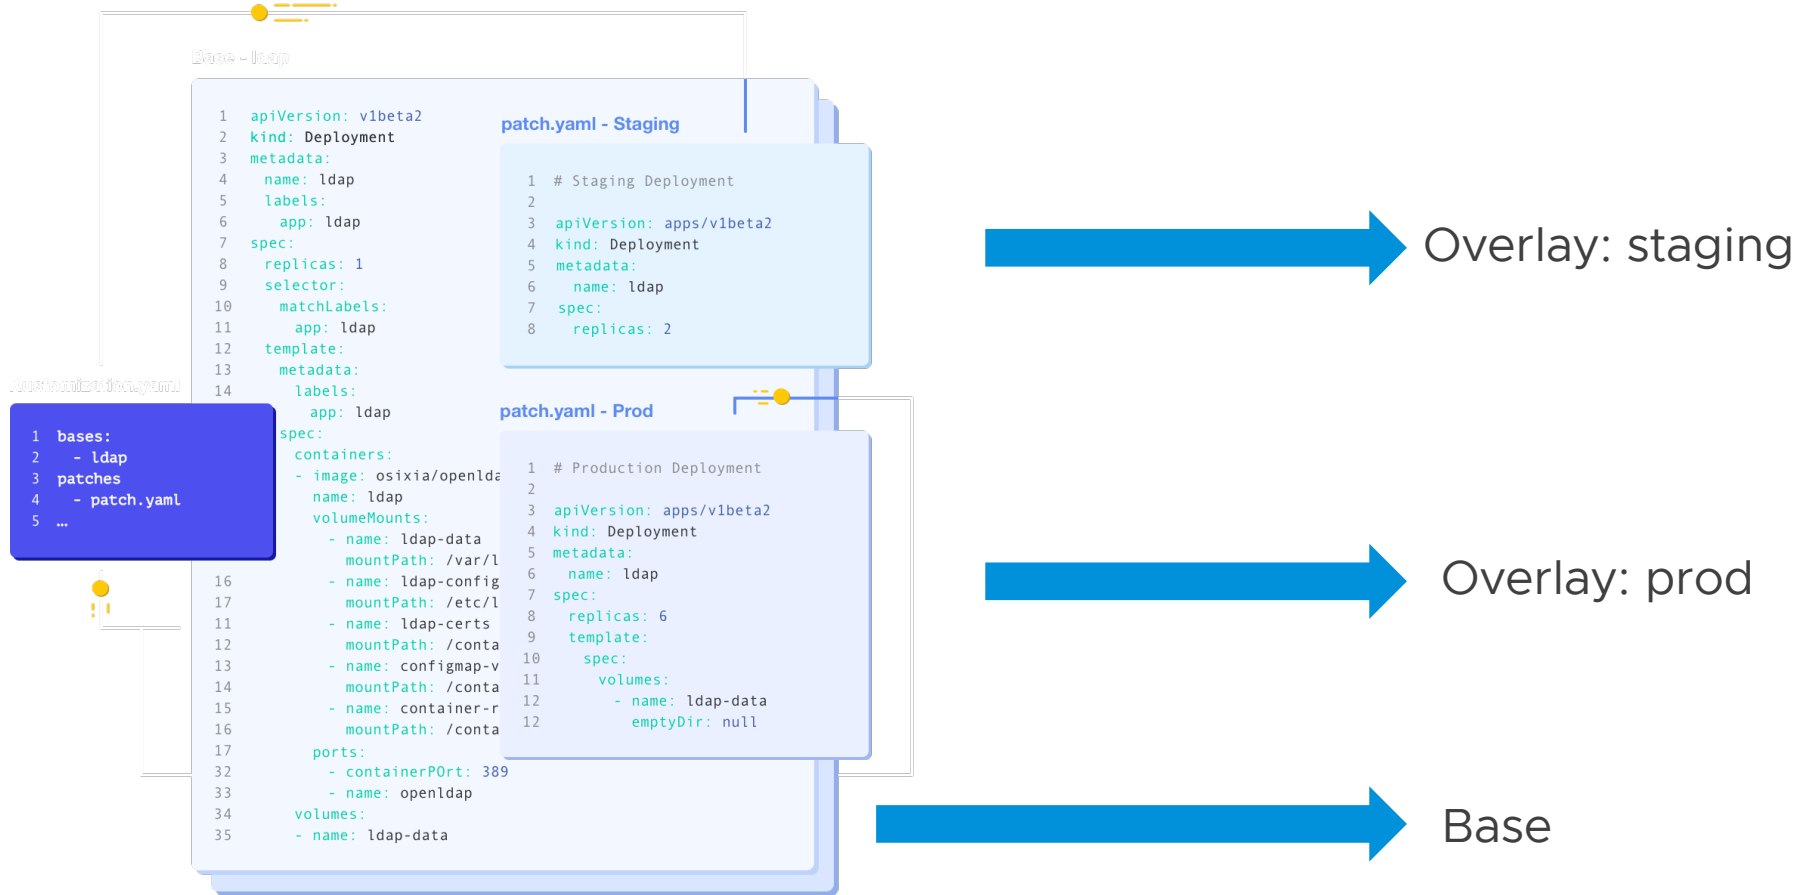 Base - ldap
1 apiVersion: v1beta2
2 kind: Deployment
3 metadata:
4 name: ldap
5 labels:
6 app: ldap
7 spec:
8 replicas: 1
9 selector:
10 matchLabels:
11 app: ldap
12 template:
13 metadata:
14 labels:
app: ldap
spec:
containers:
- image: osixia/openlda
name: ldap
volumeMounts:
- name: ldap-data
mountPath: /var/l
16 - name: ldap-config
17 mountPath: /etc/l
11 - name: ldap-certs
12 mountPath: /conta
13 - name: configmap-v
14 mountPath: /conta
15 - name: container-r
16 mountPath: /conta
17 ports:
32 - containerPOrt: 389
33 - name: openldap
34 volumes:
35 - name: ldap-data
kustomization.yaml
1 bases:
2 - ldap
3 patches
4 - patch.yaml
5 …
patch.yaml - Staging
1 # Staging Deployment
2
3 apiVersion: apps/v1beta2
4 kind: Deployment
5 metadata:
6 name: ldap
7 spec:
8 replicas: 2
patch.yaml - Prod
1 # Production Deployment
2
3 apiVersion: apps/v1beta2
4 kind: Deployment
5 metadata:
6 name: ldap
7 spec:
8 replicas: 6
9 template:
10 spec:
11 volumes:
12 - name: ldap-data
12 emptyDir: null
Overlay: staging
Overlay: prod
Base